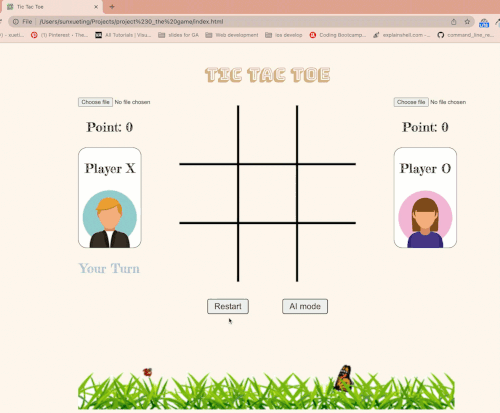 Tic Tac Toe
File | /Users/sunxueting/Projects/project%230_the%20game/index.html
(1) Pinterest - The...
All Tutorials | Visu...
slides for GA
Web development
iss develop
Coding Bootcamp...
explainshell.com -...
command_line_re...
TIC TAC TOE
Choose file No file chosen
Choose file No file chosen
Point: 0
Point: 0
Player X
Player O
Your Turn
Restart
AI mode